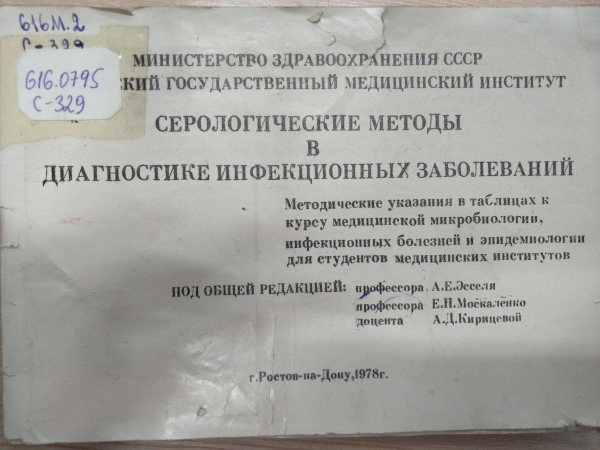 616М.2
С-329
616.0795
С-329
МИНИСТЕРСТВО ЗДРАВООХРАНЕНИЯ СССР
СКИЙ ГОСУДАРСТВЕННЫЙ МЕДИЦИНСКИЙ ИНСТИТУТ
СЕРОЛОГИЧЕСКИЕ МЕТОДЫ
В
ДИАГНОСТИКЕ ИНФЕКЦИОННЫХ ЗАБОЛЕВАНИЙ
Методические указания в таблицах к
курсу медицинской микробиологии,
инфекционных болезней и эпидемиологии
для студентов медицинских институтов
ПОД ОБЩЕЙ РЕДАКЦИЕЙ: профессора А.Е.Эсселя
профессора Е.П.Москаленко
доцента А.Д.Кирицевой
г.Ростов-на-Дону,1978г.